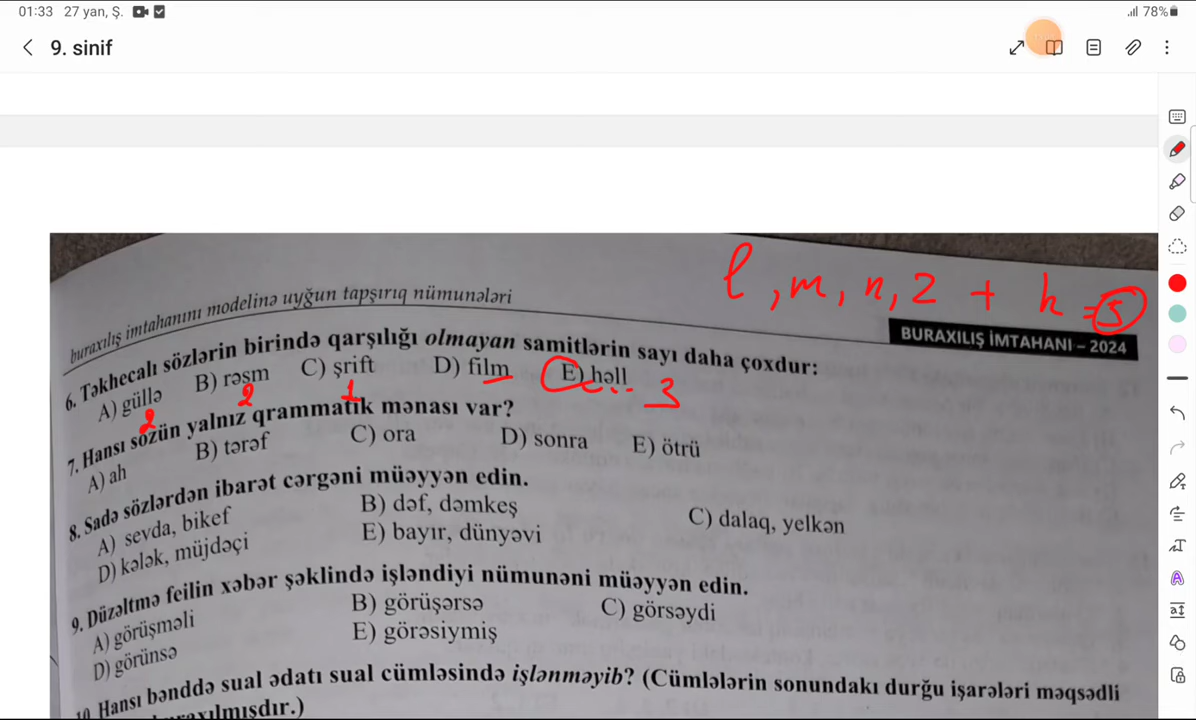 01:33 27 yan, Ş. 78%
9. sinif
l, m, n, 2 + h = 5
buraxılış imtahanını modelinə uyğun tapşırıq nümunələri
BURAXILIŞ İMTAHANI – 2024
6. Təkhecalı sözlərin birində qarşılığı olmayan samitlərin sayı daha çoxdur:
A) güllə B) rəşm C) şrift D) film E) həll
2 2 1 3
7. Hansı sözün yalnız qrammatik mənası var?
A) ah B) tərəf C) ora D) sonra E) ötrü
8. Sadə sözlərdən ibarət cərgəni müəyyən edin.
A) sevda, bikef B) dəf, dəmkeş C) dalaq, yelkən
D) kələk, müjdəçi E) bayır, dünyəvi
9. Düzəltmə feilin xəbər şəklində işləndiyi nümunəni müəyyən edin.
A) görüşməli B) görüşərsə C) görsəydi
D) görünsə E) görəsiymiş
10. Hansı bənddə sual ədatı sual cümləsində işlənməyib? (Cümlələrin sonundakı durğu işarələri məqsədli
buraxılmışdır.)